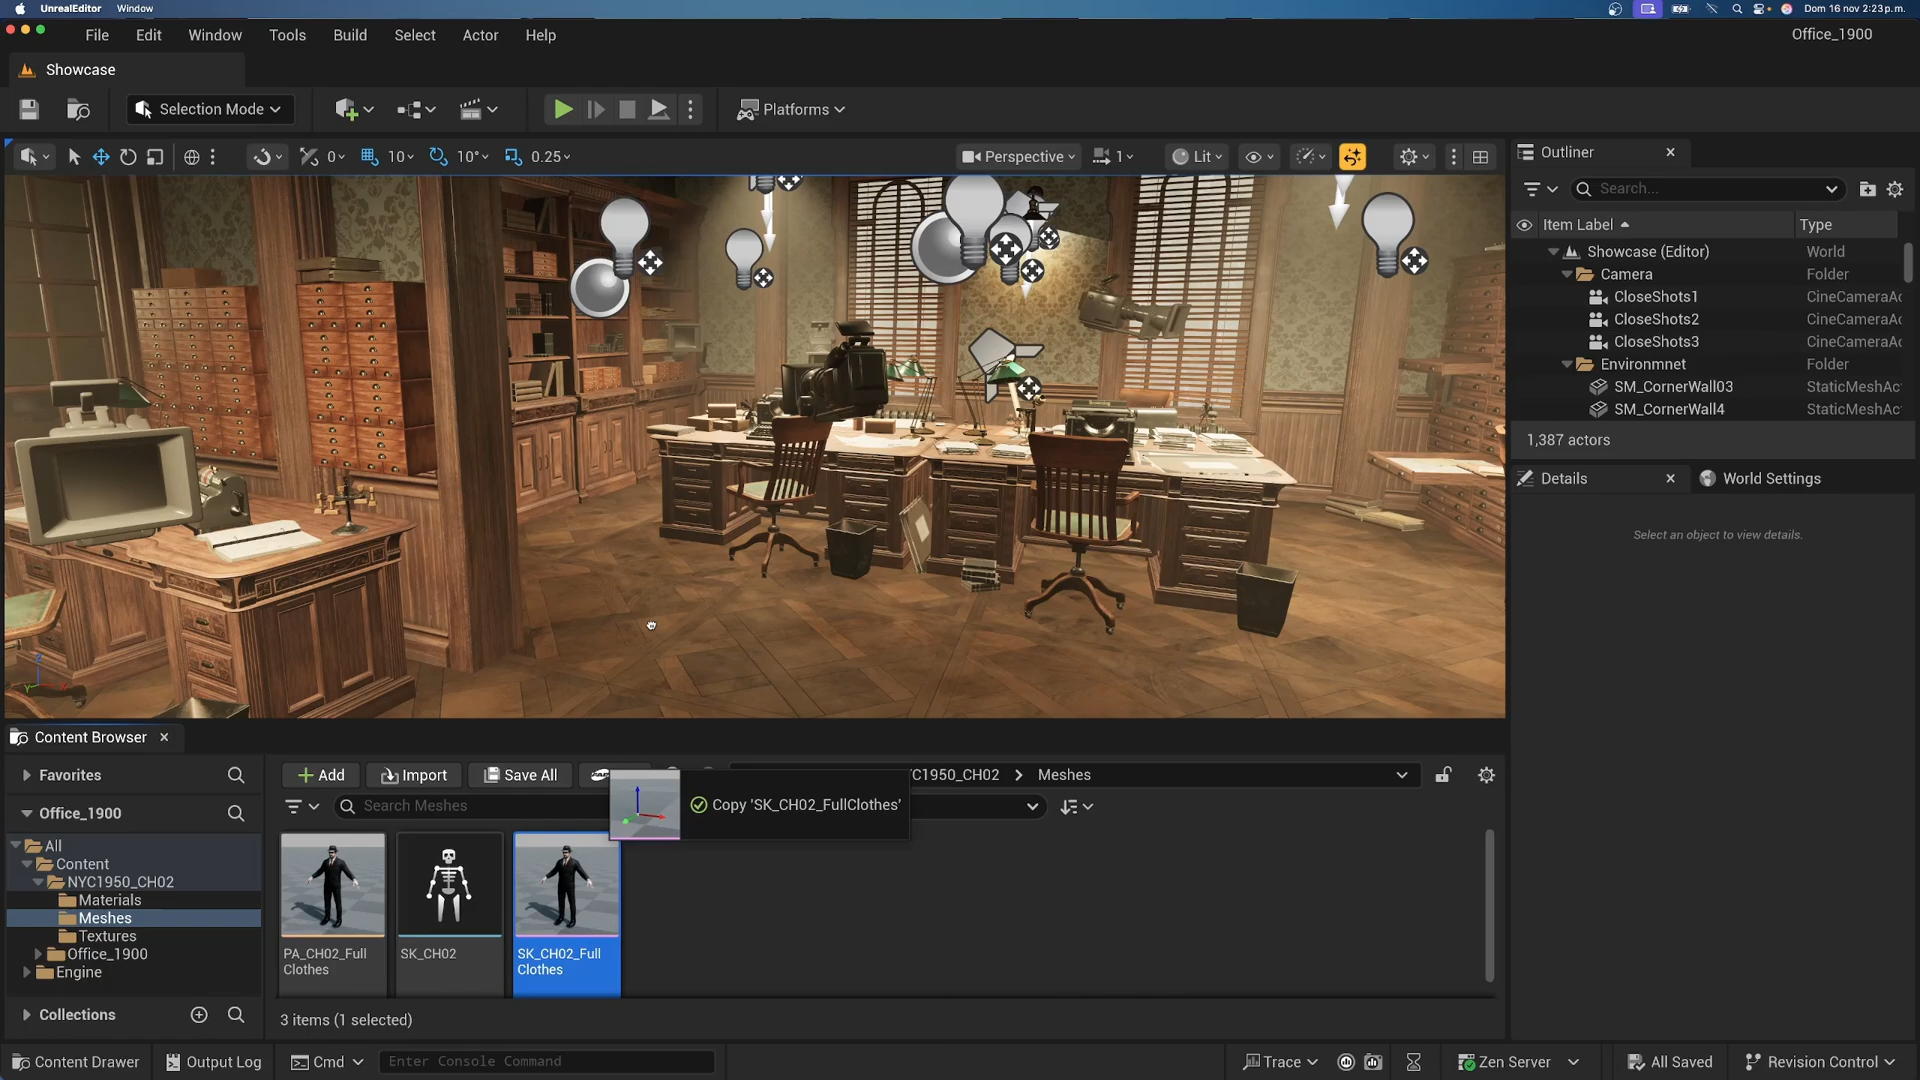 UnrealEditor Window
Dom 16 nov 2:23 p.m.
File Edit Window Tools Build Select Actor Help
Office_1900
Showcase
Selection Mode
Platforms
0 10 10° 0.25
Perspective 1 Lit
Outliner
Search...
Item Label Type
Showcase (Editor) World
Camera Folder
CloseShots1 CineCameraAc
CloseShots2 CineCameraAc
CloseShots3 CineCameraAc
Environmnet Folder
SM_CornerWall03 StaticMeshAc
SM_CornerWall4 StaticMeshAc
1,387 actors
Details World Settings
Select an object to view details.
Content Browser
Favorites
Office_1900
All
Content
NYC1950_CH02
Materials
Meshes
Textures
Office_1900
Engine
Collections
Add Import Save All
'C1950_CH02 > Meshes
Search Meshes
Copy 'SK_CH02_FullClothes'
PA_CH02_Full
Clothes
SK_CH02
SK_CH02_Full
Clothes
3 items (1 selected)
Content Drawer Output Log Cmd Enter Console Command Trace Zen Server All Saved Revision Control